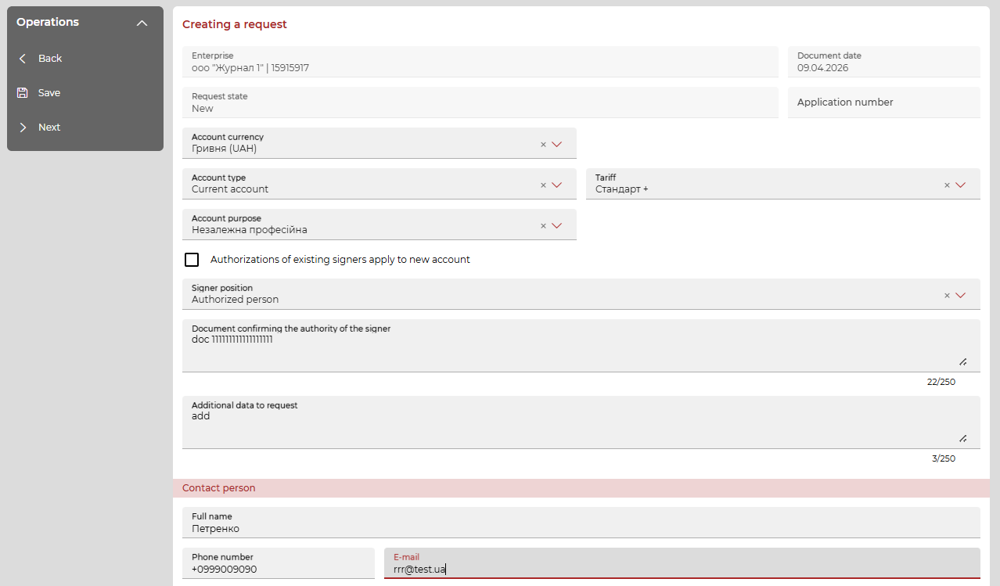 Operations
Back
Save
Next
Creating a request
Enterprise
ооо "Журнал 1" | 15915917
Document date
09.04.2026
Request state
New
Application number
Account currency
Гривня (UAH)
Account type
Current account
Tariff
Стандарт +
Account purpose
Незалежна професійна
Authorizations of existing signers apply to new account
Signer position
Authorized person
Document confirming the authority of the signer
doc 111111111111111111
22/250
Additional data to request
add
3/250
Contact person
Full name
Петренко
Phone number
+0999009090
E-mail
rrr@test.ua